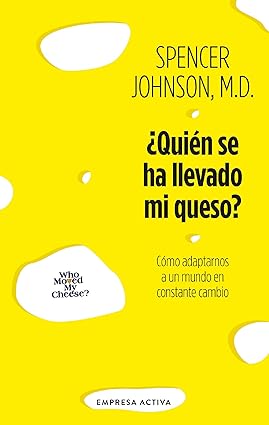 SPENCER
JOHNSON, M.D.
¿Quién se
ha llevado
mi queso?
Cómo adaptarnos
a un mundo en
constante cambio
Who
Moved
My
Cheese?
EMPRESA ACTIVA